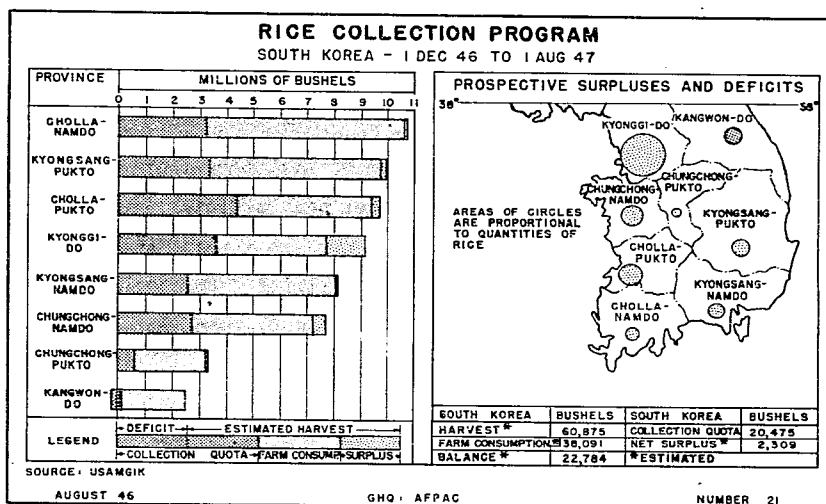 RICE COLLECTION PROGRAM
SOUTH KOREA - 1 DEC 46 TO 1 AUG 47
PROVINCE
MILLIONS OF BUSHELS
0 1 2 3 4 5 6 7 8 9 10 11
CHOLLA-
NAMDO
KYONGSANG-
PUKTO
CHOLLA-
PUKTO
KYONGGI-
DO
KYONGSANG-
NAMDO
CHUNGCHONG-
NAMDO
CHUNGCHONG-
PUKTO
KANGWON-
DO
LEGEND
DEFICIT ESTIMATED HARVEST
COLLECTION QUOTA FARM CONSUMP. SURPLUS
PROSPECTIVE SURPLUSES AND DEFICITS
38° 38°
KYONGGI-DO
KANGWON-DO
CHUNGCHONG-
PUKTO
CHUNGCHONG-
NAMDO
KYONGSANG-
PUKTO
AREAS OF CIRCLES
ARE PROPORTIONAL
TO QUANTITIES OF
RICE
CHOLLA-
PUKTO
KYONGSANG-
NAMDO
CHOLLA-
NAMDO
SOUTH KOREA BUSHELS SOUTH KOREA BUSHELS
HARVEST* 60,875 COLLECTION QUOTA 20,475
FARM CONSUMPTION* 38,091 NET SURPLUS* 2,309
BALANCE* 22,784 *ESTIMATED
SOURCE: USAMGIK
AUGUST 46 GHQ: AFPAC NUMBER 21